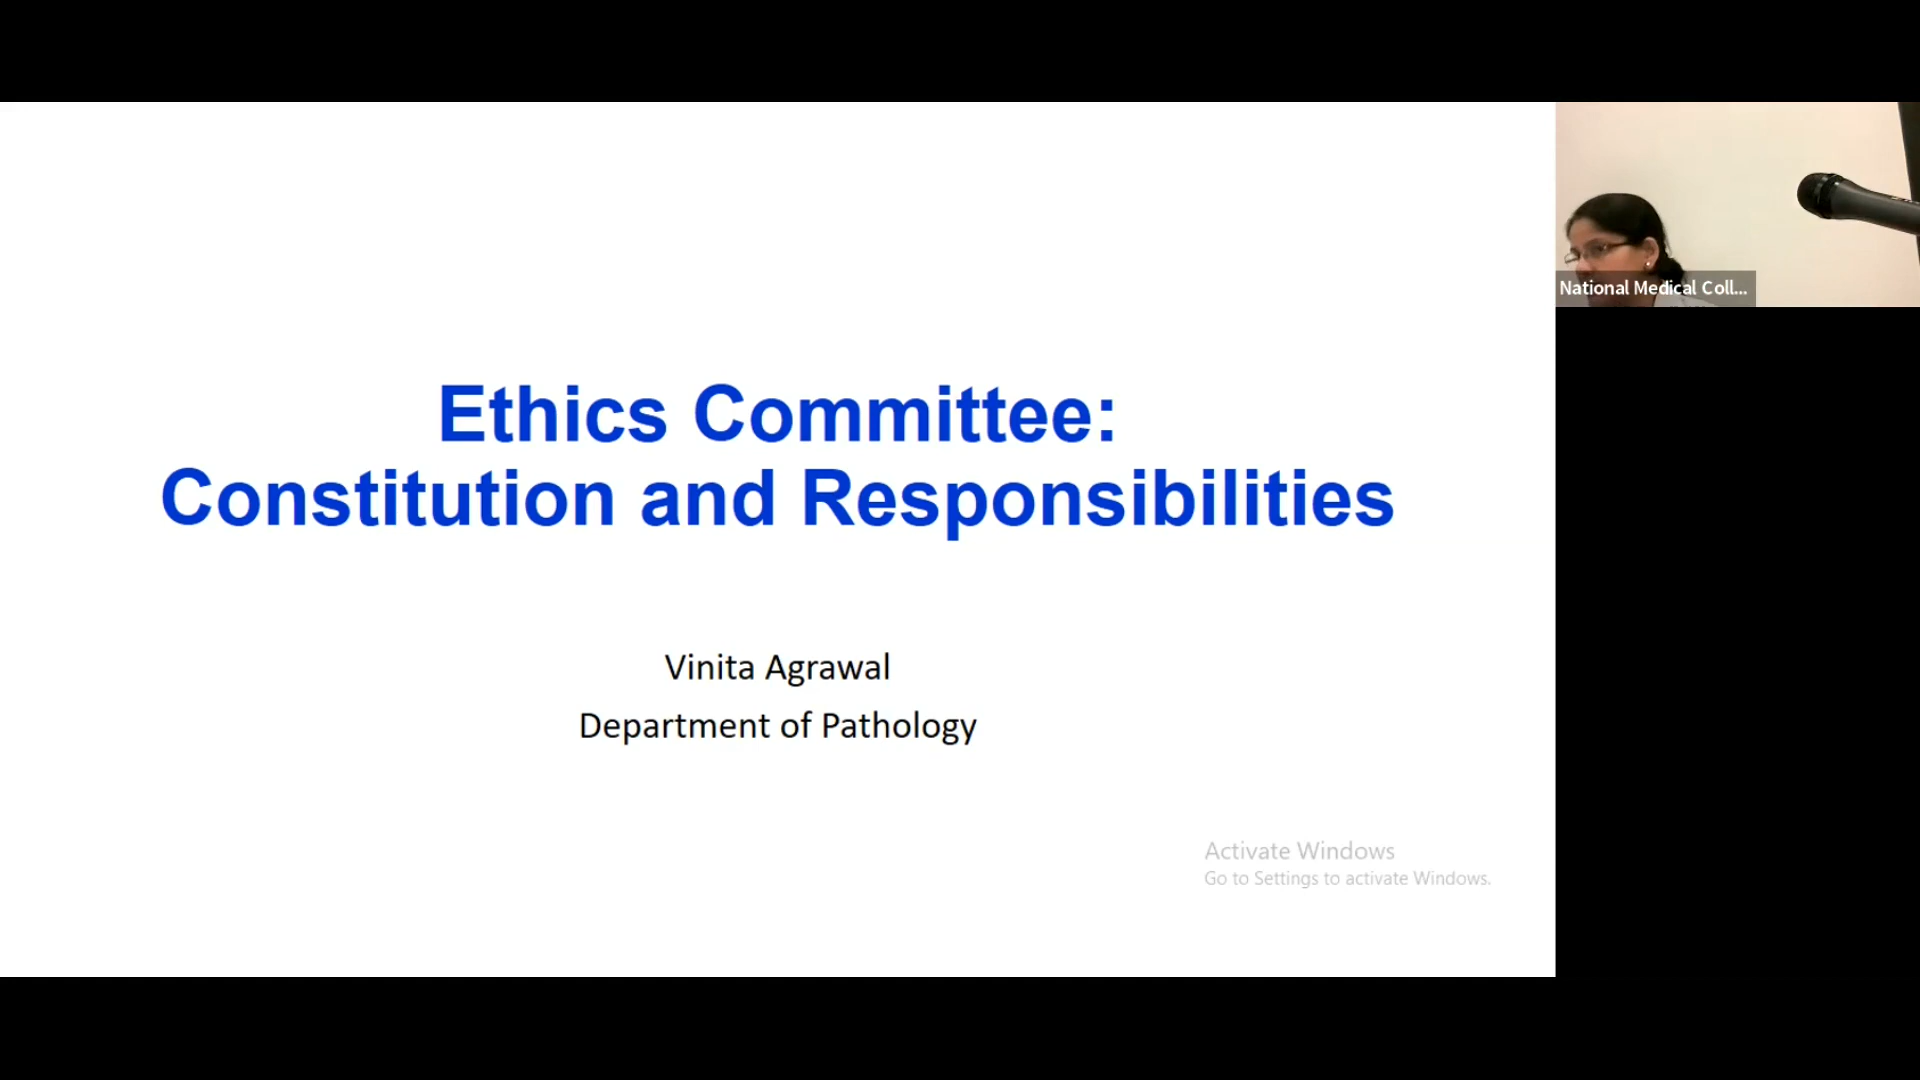 Ethics Committee:
Constitution and Responsibilities
Vinita Agrawal
Department of Pathology
Activate Windows
Go to Settings to activate Windows.
National Medical Coll...